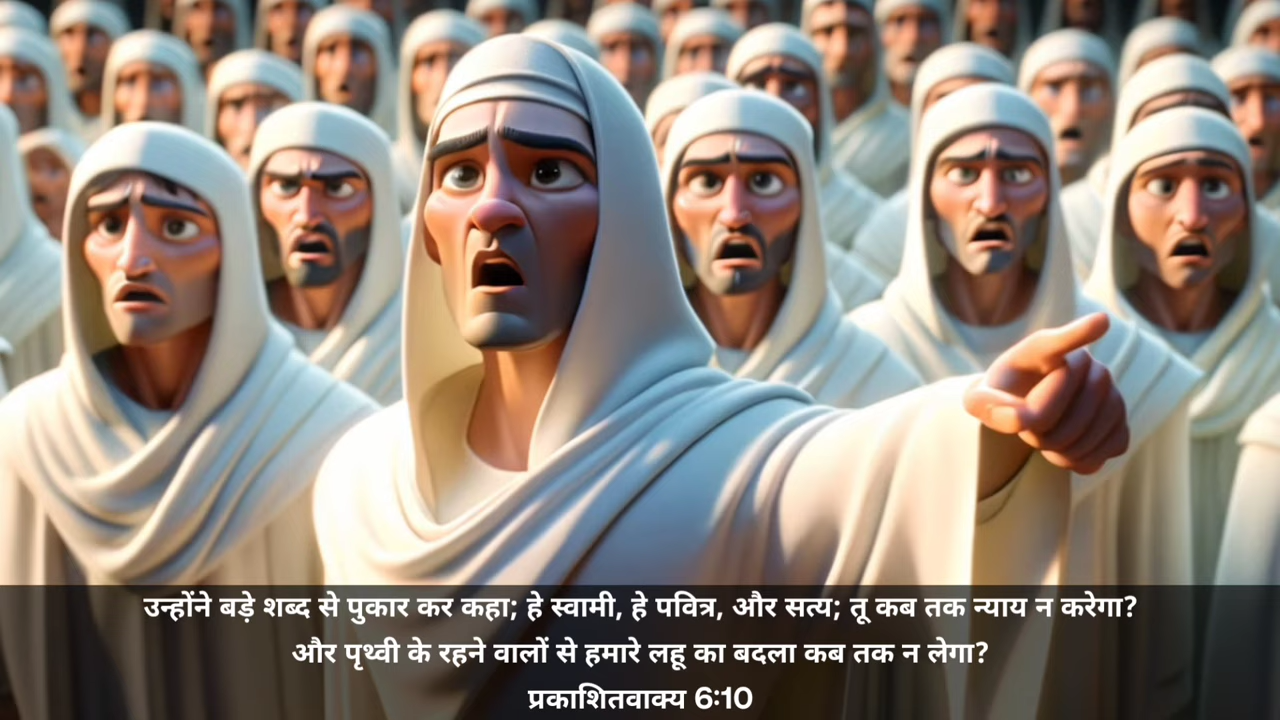 उन्होंने बड़े शब्द से पुकार कर कहा; हे स्वामी, हे पवित्र, और सत्य; तू कब तक न्याय न करेगा?
और पृथ्वी के रहने वालों से हमारे लहू का बदला कब तक न लेगा?
प्रकाशितवाक्य 6:10